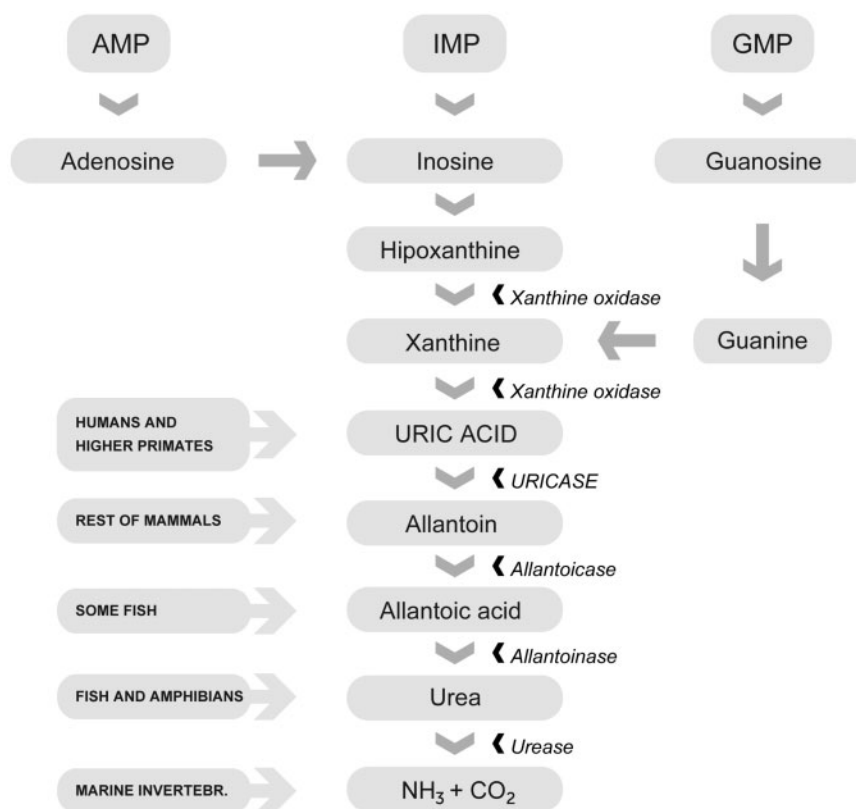 AMP
IMP
GMP
Adenosine
Inosine
Guanosine
Hipoxanthine
Xanthine oxidase
Xanthine
Guanine
Xanthine oxidase
HUMANS AND
HIGHER PRIMATES
URIC ACID
URICASE
REST OF MAMMALS
Allantoin
Allantoicase
SOME FISH
Allantoic acid
Allantoinase
FISH AND AMPHIBIANS
Urea
Urease
MARINE INVERTEBR.
NH₃ + CO₂